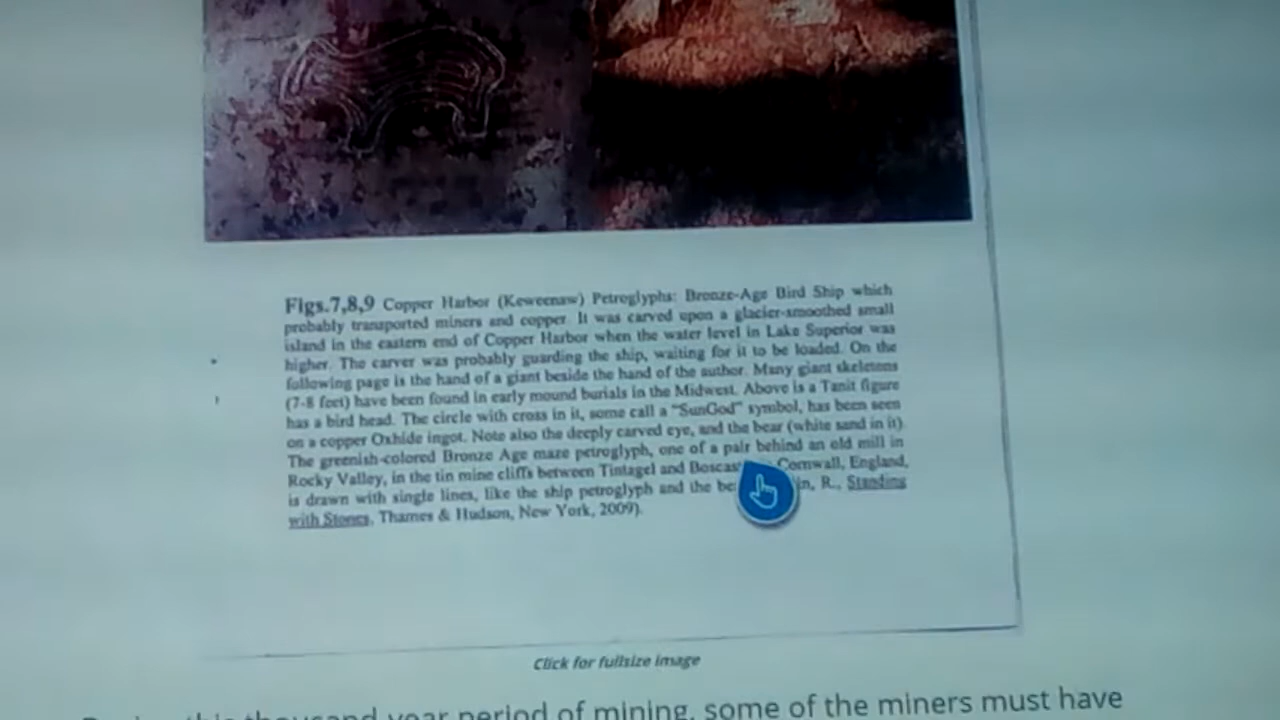 Figs.7,8,9 Copper Harbor (Keweenaw) Petroglyphs: Bronze-Age Bird Ship which
probably transported miners and copper. It was carved upon a glacier-smoothed small
island in the eastern end of Copper Harbor when the water level in Lake Superior was
higher. The carver was probably guarding the ship, waiting for it to be loaded. On the
following page is the hand of a giant beside the hand of the author. Many giant skeletons
(7-8 feet) have been found in early mound burials in the Midwest. Above is a Tanit figure
has a bird head. The circle with cross in it, some call a "SunGod" symbol, has been seen
on a copper Oxhide ingot. Note also the deeply carved eye, and the bear (white sand in it).
The greenish-colored Bronze Age maze petroglyph, one of a pair behind an old mill in
Rocky Valley, in the tin mine cliffs between Tintagel and Cornwall, England,
is drawn with single lines, like the ship petroglyph and the R., Standing
with Stones, Thames & Hudson, New York, 2009).
Click for fullsize image
this thousand year period of mining, some of the miners must have